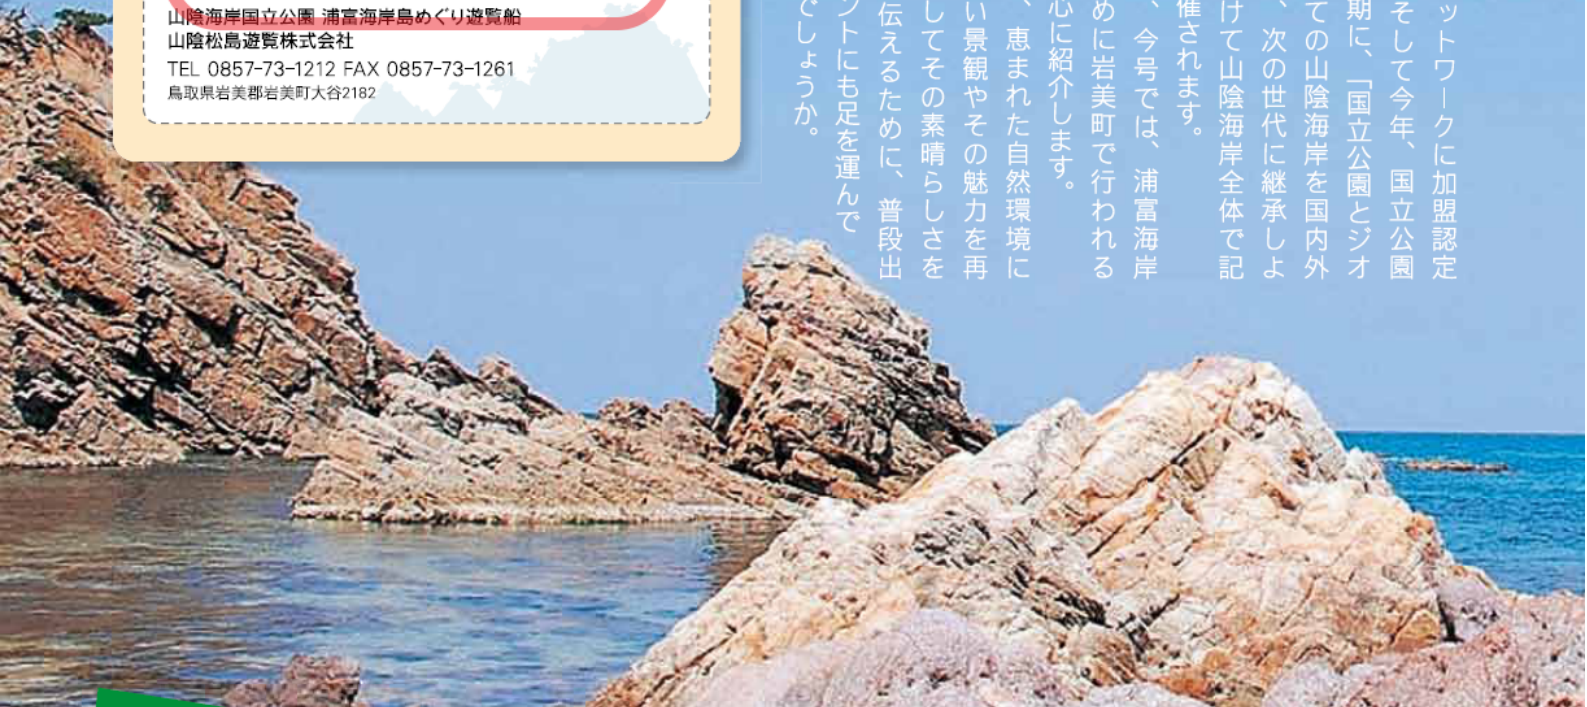 山陰海岸国立公園 浦富海岸島めぐり遊覧船
山陰松島遊覧株式会社
TEL 0857-73-1212 FAX 0857-73-1261
鳥取県岩美郡岩美町大谷2182
ットワークに加盟認定
そして今年、国立公園
期に、「国立公園とジオ
ての山陰海岸を国内外
、次の世代に継承しよ
けて山陰海岸全体で記
催されます。
、今号では、浦富海岸
めに岩美町で行われる
心に紹介します。
、恵まれた自然環境に
い景観やその魅力を再
してその素晴らしさを
伝えるために、普段出
ントにも足を運んで
でしょうか。